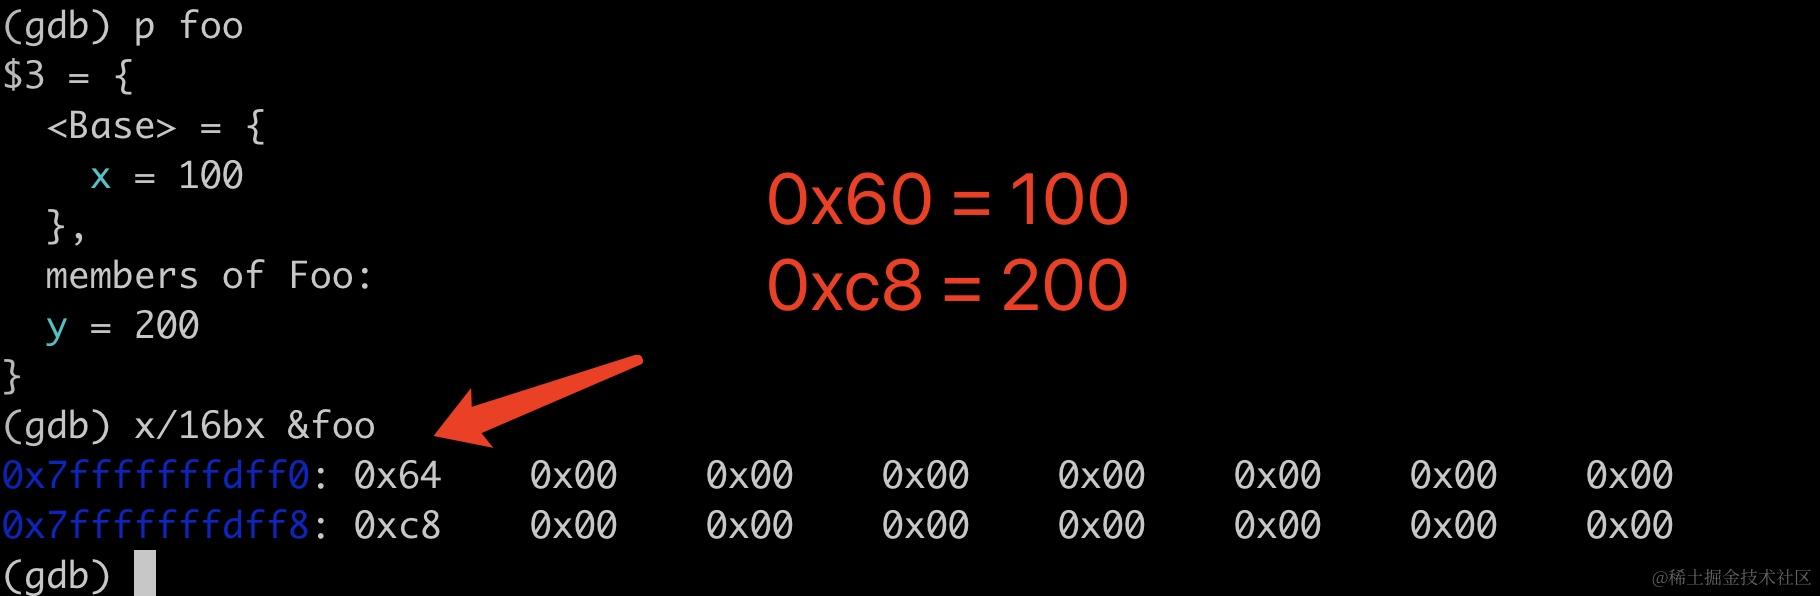 (gdb) p foo
$3 = {
  <Base> = {
    x = 100
  },
  members of Foo:
  y = 200
}
0x60 = 100
0xc8 = 200
(gdb) x/16bx &foo
0x7fffffffdff0: 0x64    0x00    0x00    0x00    0x00    0x00    0x00    0x00
0x7fffffffdff8: 0xc8    0x00    0x00    0x00    0x00    0x00    0x00    0x00
(gdb)
@稀土掘金技术社区